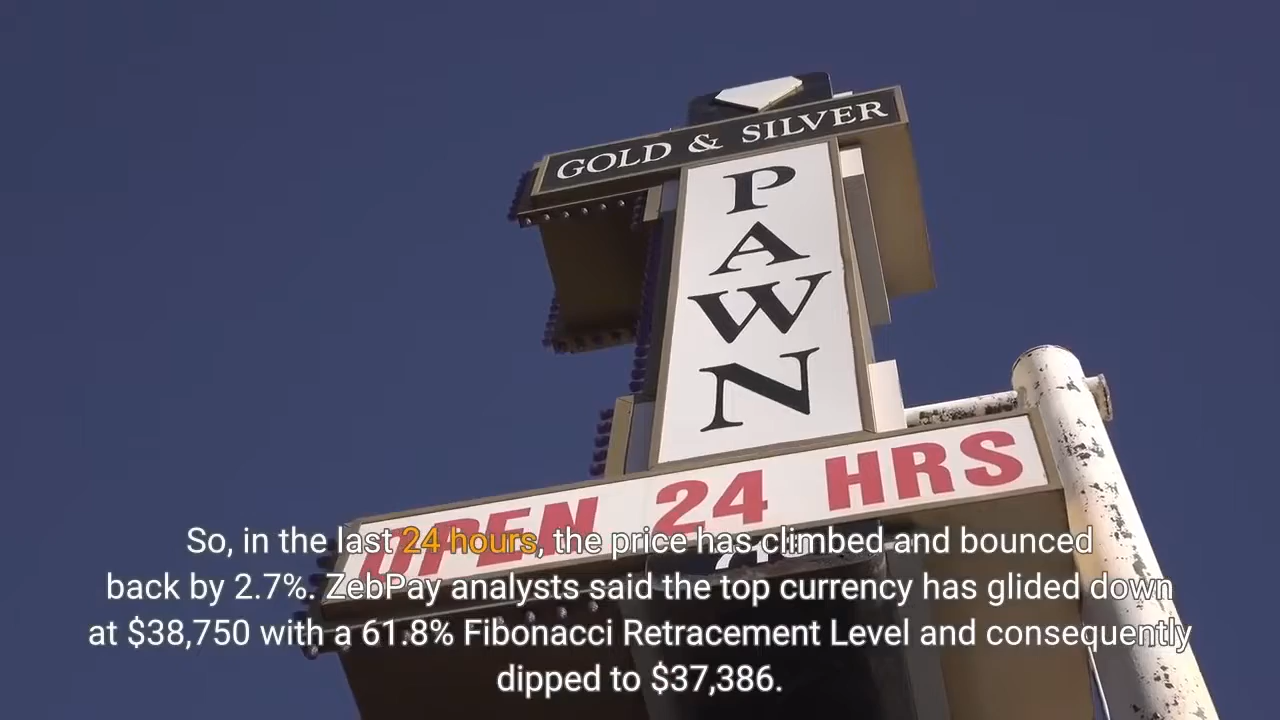 GOLD & SILVER
PAWN
OPEN 24 HRS
So, in the last 24 hours, the price has climbed and bounced
back by 2.7%. ZebPay analysts said the top currency has glided down
at $38,750 with a 61.8% Fibonacci Retracement Level and consequently
dipped to $37,386.